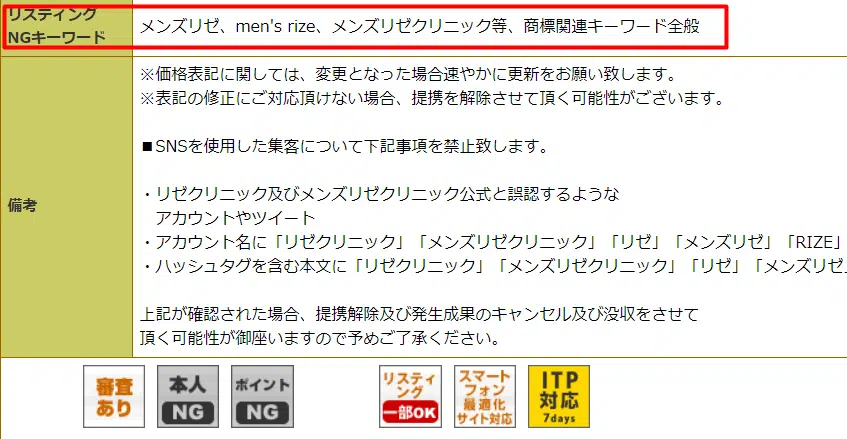 リスティング
NGキーワード
メンズリゼ、men's rize、メンズリゼクリニック等、商標関連キーワード全般
備考
※価格表記に関しては、変更となった場合速やかに更新をお願い致します。
※表記の修正にご対応頂けない場合、提携を解除させて頂く可能性がございます。
■SNSを使用した集客について下記事項を禁止致します。
・リゼクリニック及びメンズリゼクリニック公式と誤認するような
アカウントやツイート
・アカウント名に「リゼクリニック」「メンズリゼクリニック」「リゼ」「メンズリゼ」「RIZE」
・ハッシュタグを含む本文に「リゼクリニック」「メンズリゼクリニック」「リゼ」「メンズリゼ」
上記が確認された場合、提携解除及び発生成果のキャンセル及び没収をさせて
頂く可能性が御座いますので予めご了承ください。
審査
あり
本人
NG
ポイント
NG
リスティ
ング
一部OK
スマート
フォン
最適化
サイト対応
ITP
対応
7days